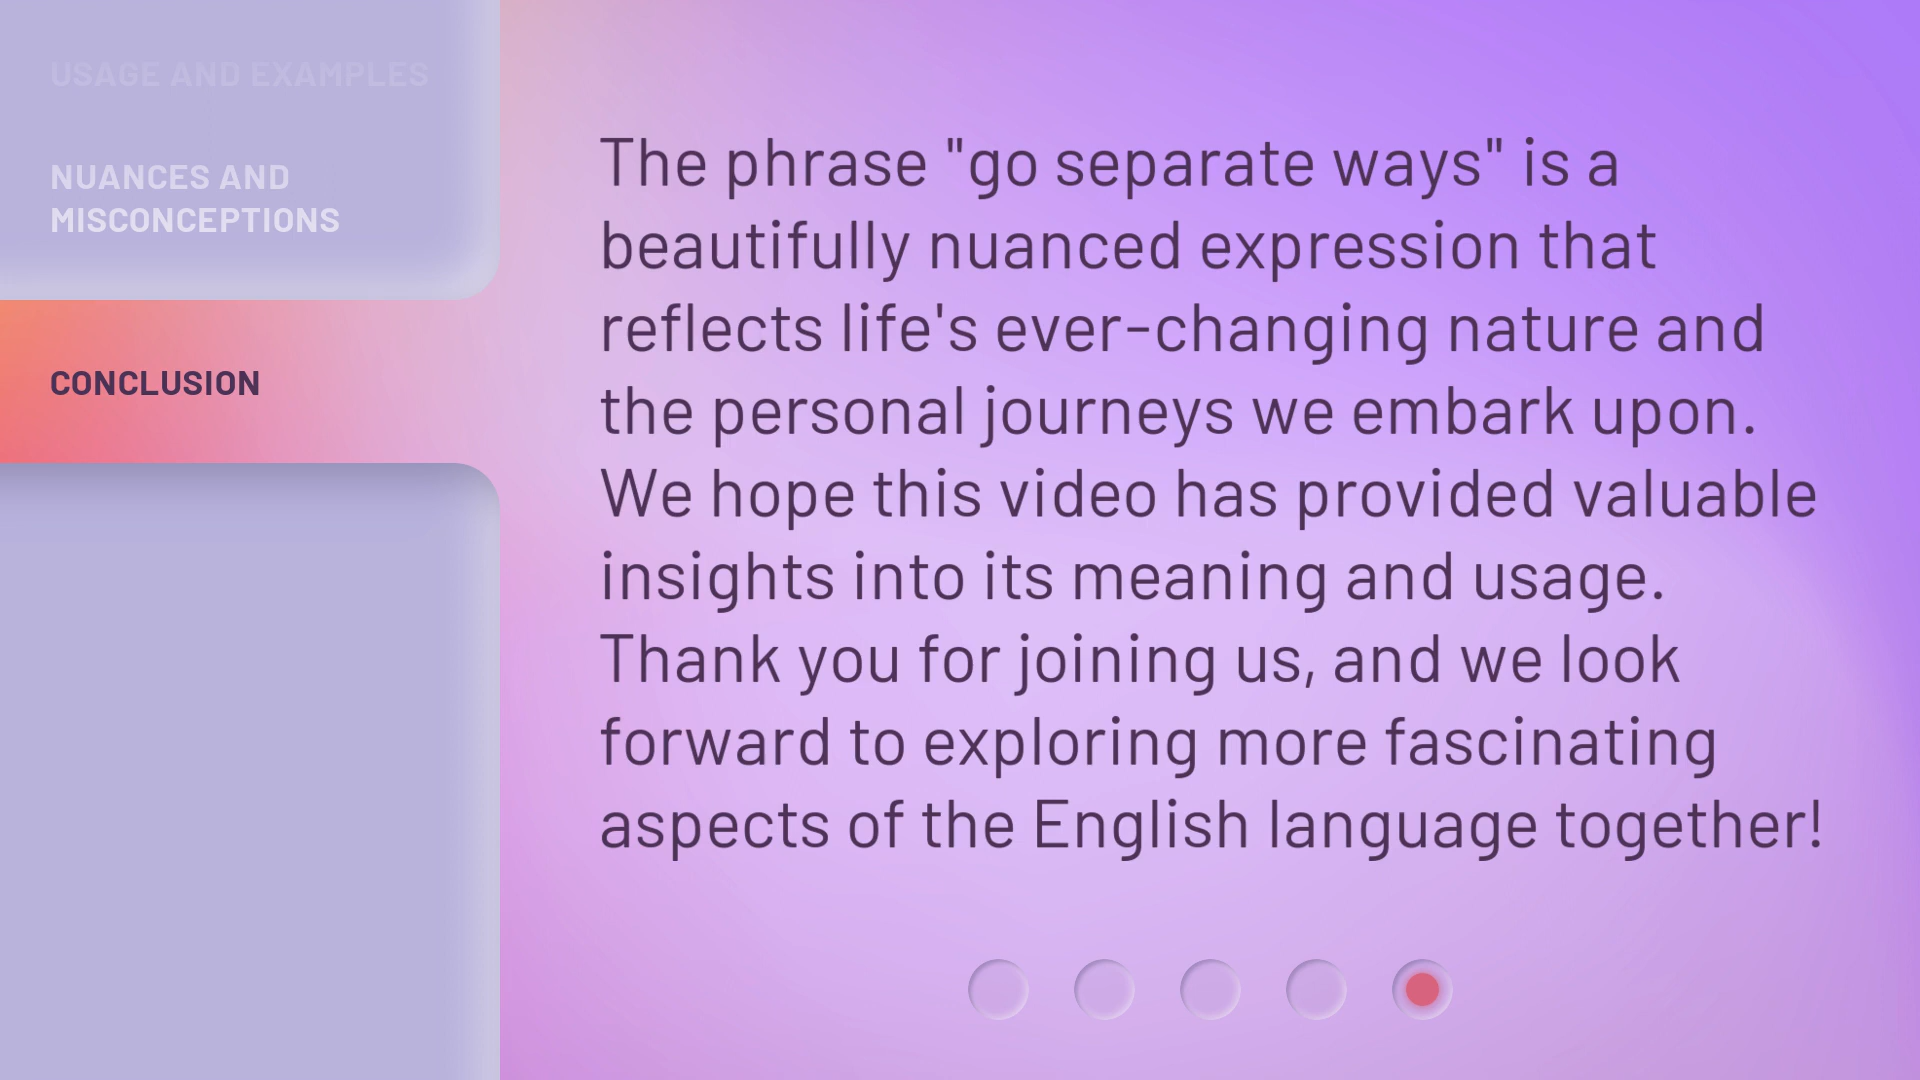 USAGE AND EXAMPLES
NUANCES AND
MISCONCEPTIONS
CONCLUSION
The phrase "go separate ways" is a
beautifully nuanced expression that
reflects life's ever-changing nature and
the personal journeys we embark upon.
We hope this video has provided valuable
insights into its meaning and usage.
Thank you for joining us, and we look
forward to exploring more fascinating
aspects of the English language together!